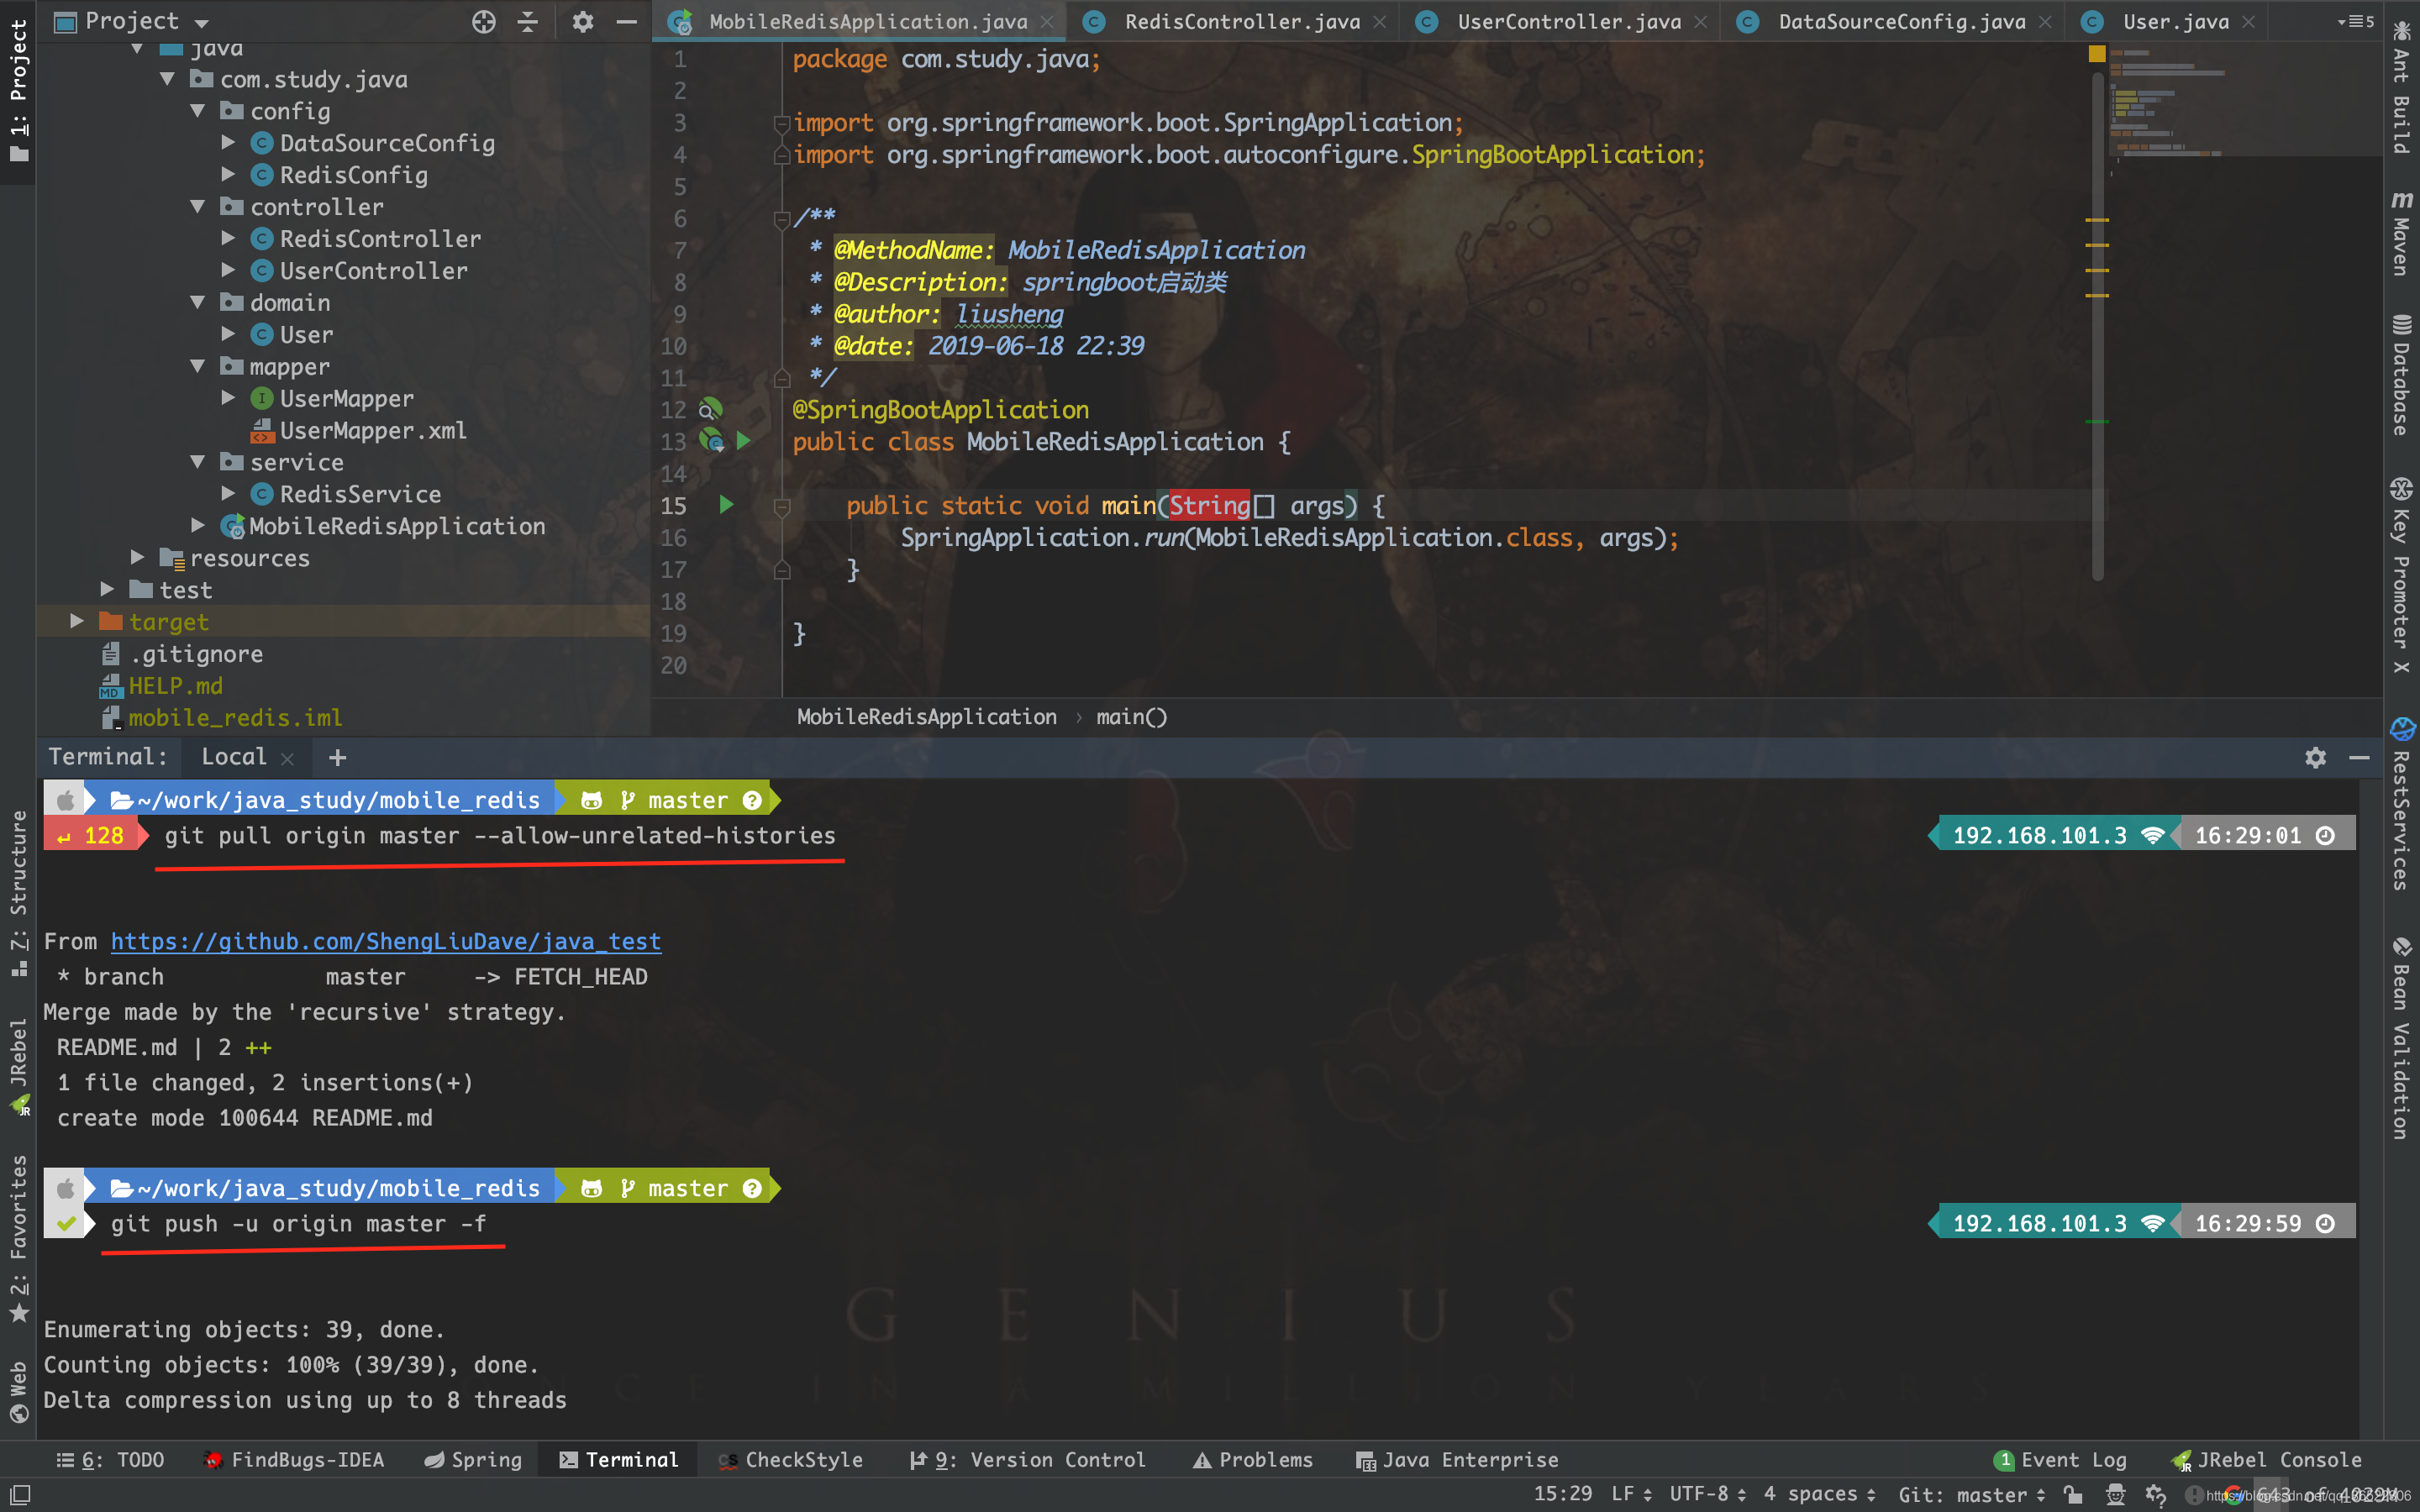 Project
MobileRedisApplication.java
RedisController.java
UserController.java
DataSourceConfig.java
User.java
5
1: Project
java
com.study.java
config
DataSourceConfig
RedisConfig
controller
RedisController
UserController
domain
User
mapper
UserMapper
UserMapper.xml
service
RedisService
MobileRedisApplication
resources
test
target
.gitignore
HELP.md
mobile_redis.iml
1 package com.study.java;
2
3 import org.springframework.boot.SpringApplication;
4 import org.springframework.boot.autoconfigure.SpringBootApplication;
5
6 /**
7 * @MethodName: MobileRedisApplication
8 * @Description: springboot启动类
9 * @author: liusheng
10 * @date: 2019-06-18 22:39
11 */
12 @SpringBootApplication
13 public class MobileRedisApplication {
14
15 public static void main(String[] args) {
16 SpringApplication.run(MobileRedisApplication.class, args);
17 }
18
19 }
20
MobileRedisApplication › main()
Ant Build
Maven
Database
Key Promoter X
RestServices
Bean Validation
7: Structure
JRebel
2: Favorites
Web
Terminal: Local
~/work/java_study/mobile_redis master
128 git pull origin master --allow-unrelated-histories 192.168.101.3 16:29:01
From https://github.com/ShengLiuDave/java_test
* branch master -> FETCH_HEAD
Merge made by the 'recursive' strategy.
README.md | 2 ++
1 file changed, 2 insertions(+)
create mode 100644 README.md
~/work/java_study/mobile_redis master
git push -u origin master -f 192.168.101.3 16:29:59
GENIUS
Enumerating objects: 39, done.
Counting objects: 100% (39/39), done.
Delta compression using up to 8 threads
6: TODO FindBugs-IDEA Spring Terminal CheckStyle 9: Version Control Problems Java Enterprise 1 Event Log JRebel Console
15:29 LF UTF-8 4 spaces Git: master